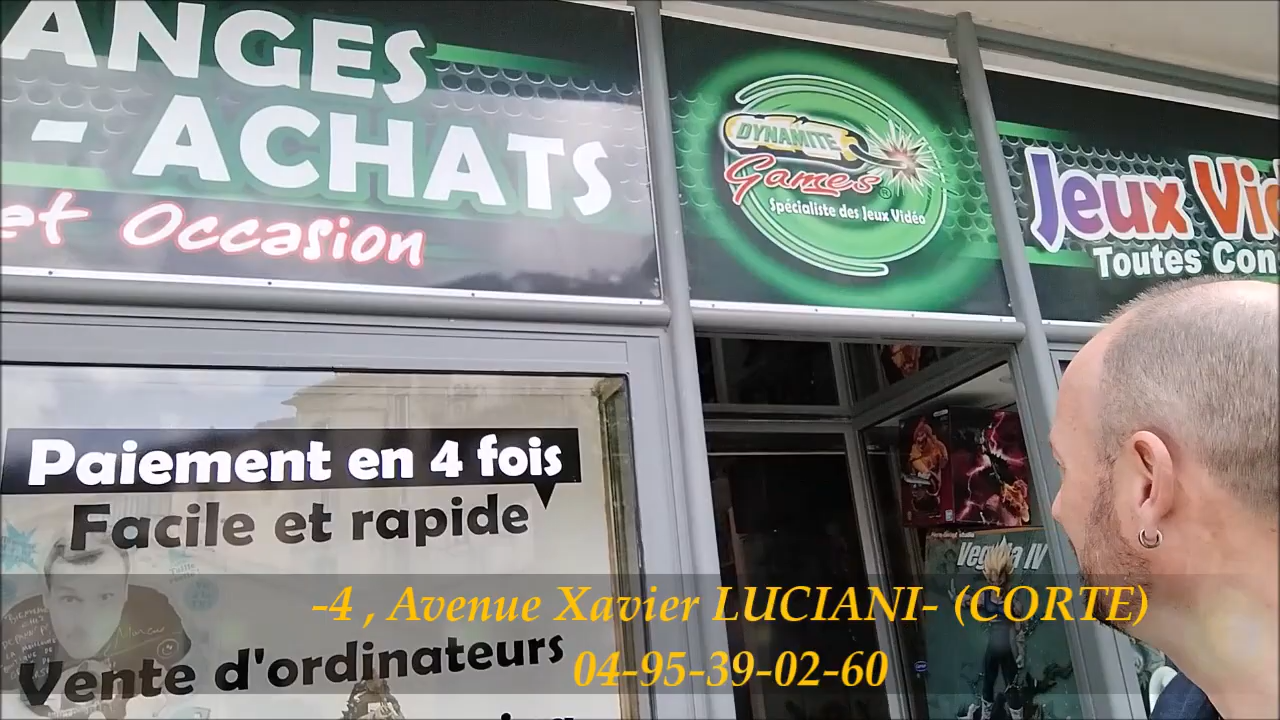 ANGES
- ACHATS
et Occasion
DYNAMITE
Games
®
Spécialiste des Jeux Vidéo
Jeux Vid
Toutes Con
Paiement en 4 fois
Facile et rapide
Vente d'ordinateurs
-4 , Avenue Xavier LUCIANI- (CORTE)
04-95-39-02-60